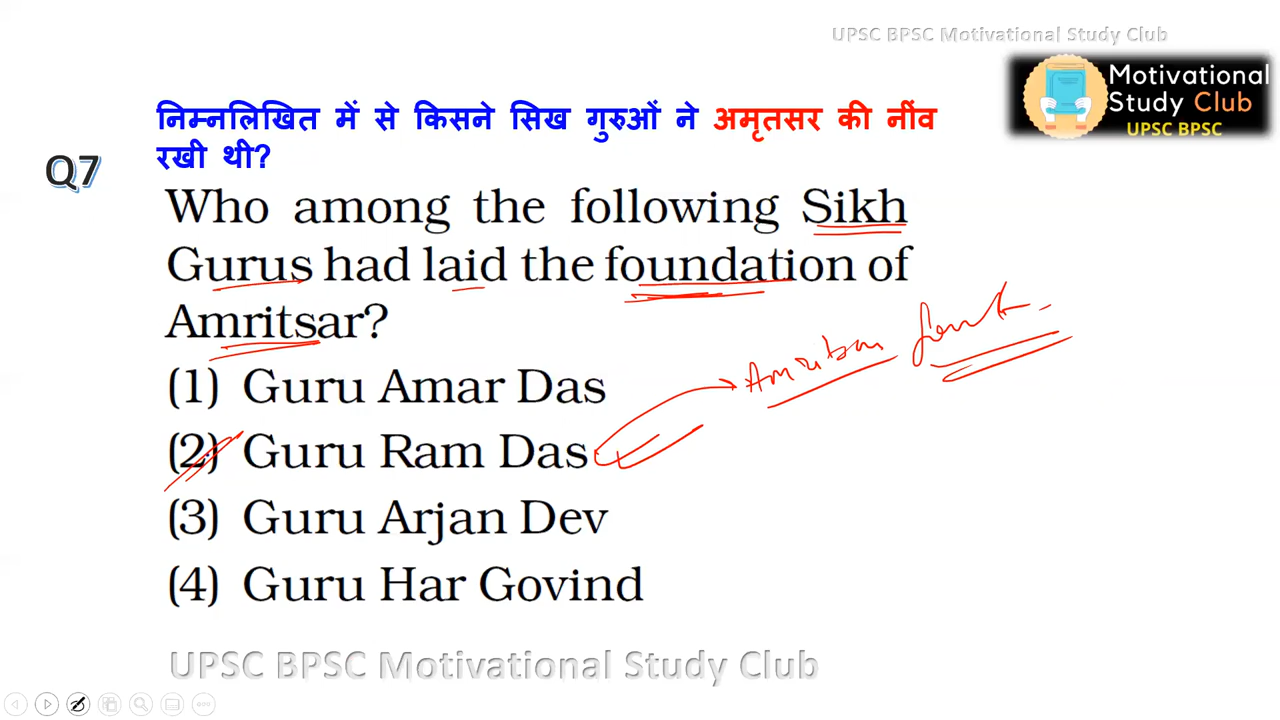 UPSC BPSC Motivational Study Club
Motivational
Study Club
UPSC BPSC
निम्नलिखित में से किसने सिख गुरुओं ने अमृतसर की नींव
रखी थी?
Q7
Who among the following Sikh
Gurus had laid the foundation of
Amritsar?
(1) Guru Amar Das
(2) Guru Ram Das
(3) Guru Arjan Dev
(4) Guru Har Govind
UPSC BPSC Motivational Study Club